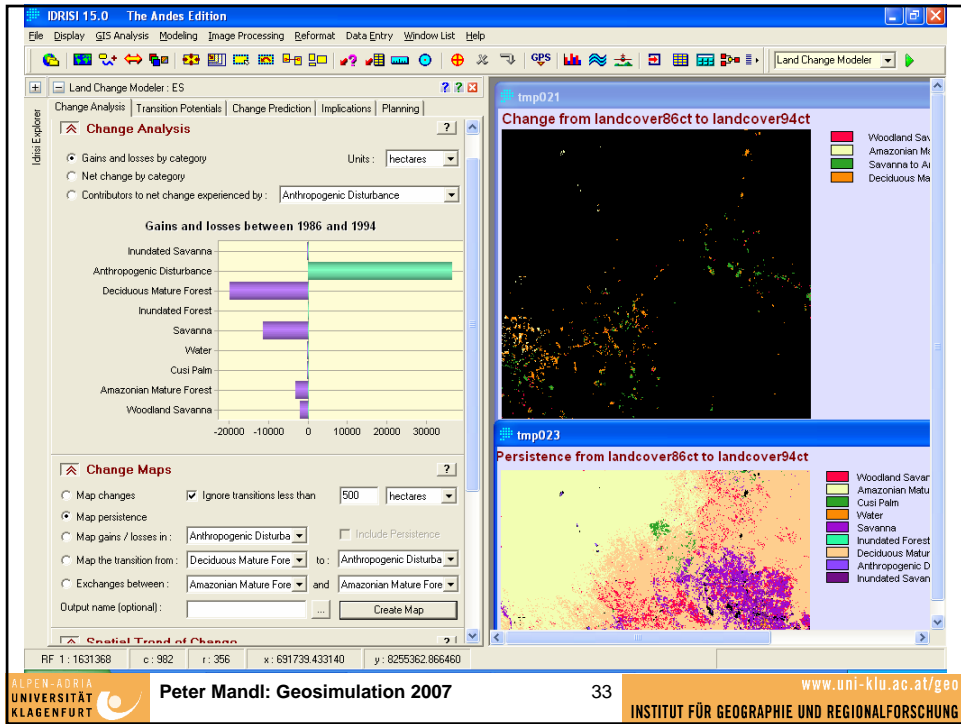 IDRISI 15.0 The Andes Edition
File Display GIS Analysis Modeling Image Processing Reformat Data Entry Window List Help
GPS
Land Change Modeler
Land Change Modeler : ES
? ?
Idrisi Explorer
Change Analysis Transition Potentials Change Prediction Implications Planning
Change Analysis
?
Gains and losses by category
Units : hectares
Net change by category
Contributors to net change experienced by : Anthropogenic Disturbance
Gains and losses between 1986 and 1994
Inundated Savanna
Anthropogenic Disturbance
Deciduous Mature Forest
Inundated Forest
Savanna
Water
Cusi Palm
Amazonian Mature Forest
Woodland Savanna
-20000 -10000 0 10000 20000 30000
Change Maps
?
Map changes
Ignore transitions less than 500 hectares
Map persistence
Map gains / losses in : Anthropogenic Disturba
Include Persistence
Map the transition from : Deciduous Mature Fore to : Anthropogenic Disturba
Exchanges between : Amazonian Mature Fore and Amazonian Mature Fore
Output name (optional) : ... Create Map
Spatial Trend of Change
?
tmp021
Change from landcover86ct to landcover94ct
Woodland Sav
Amazonian Ma
Savanna to A
Deciduous Ma
tmp023
Persistence from landcover86ct to landcover94ct
Woodland Savar
Amazonian Matu
Cusi Palm
Water
Savanna
Inundated Forest
Deciduous Matur
Anthropogenic D
Inundated Savan
RF 1 : 1631368 c : 982 r : 356 x : 691739.433140 y : 8255362.866460
ALPEN-ADRIA
UNIVERSITÄT
KLAGENFURT
Peter Mandl: Geosimulation 2007
33
www.uni-klu.ac.at/geo
INSTITUT FÜR GEOGRAPHIE UND REGIONALFORSCHUNG